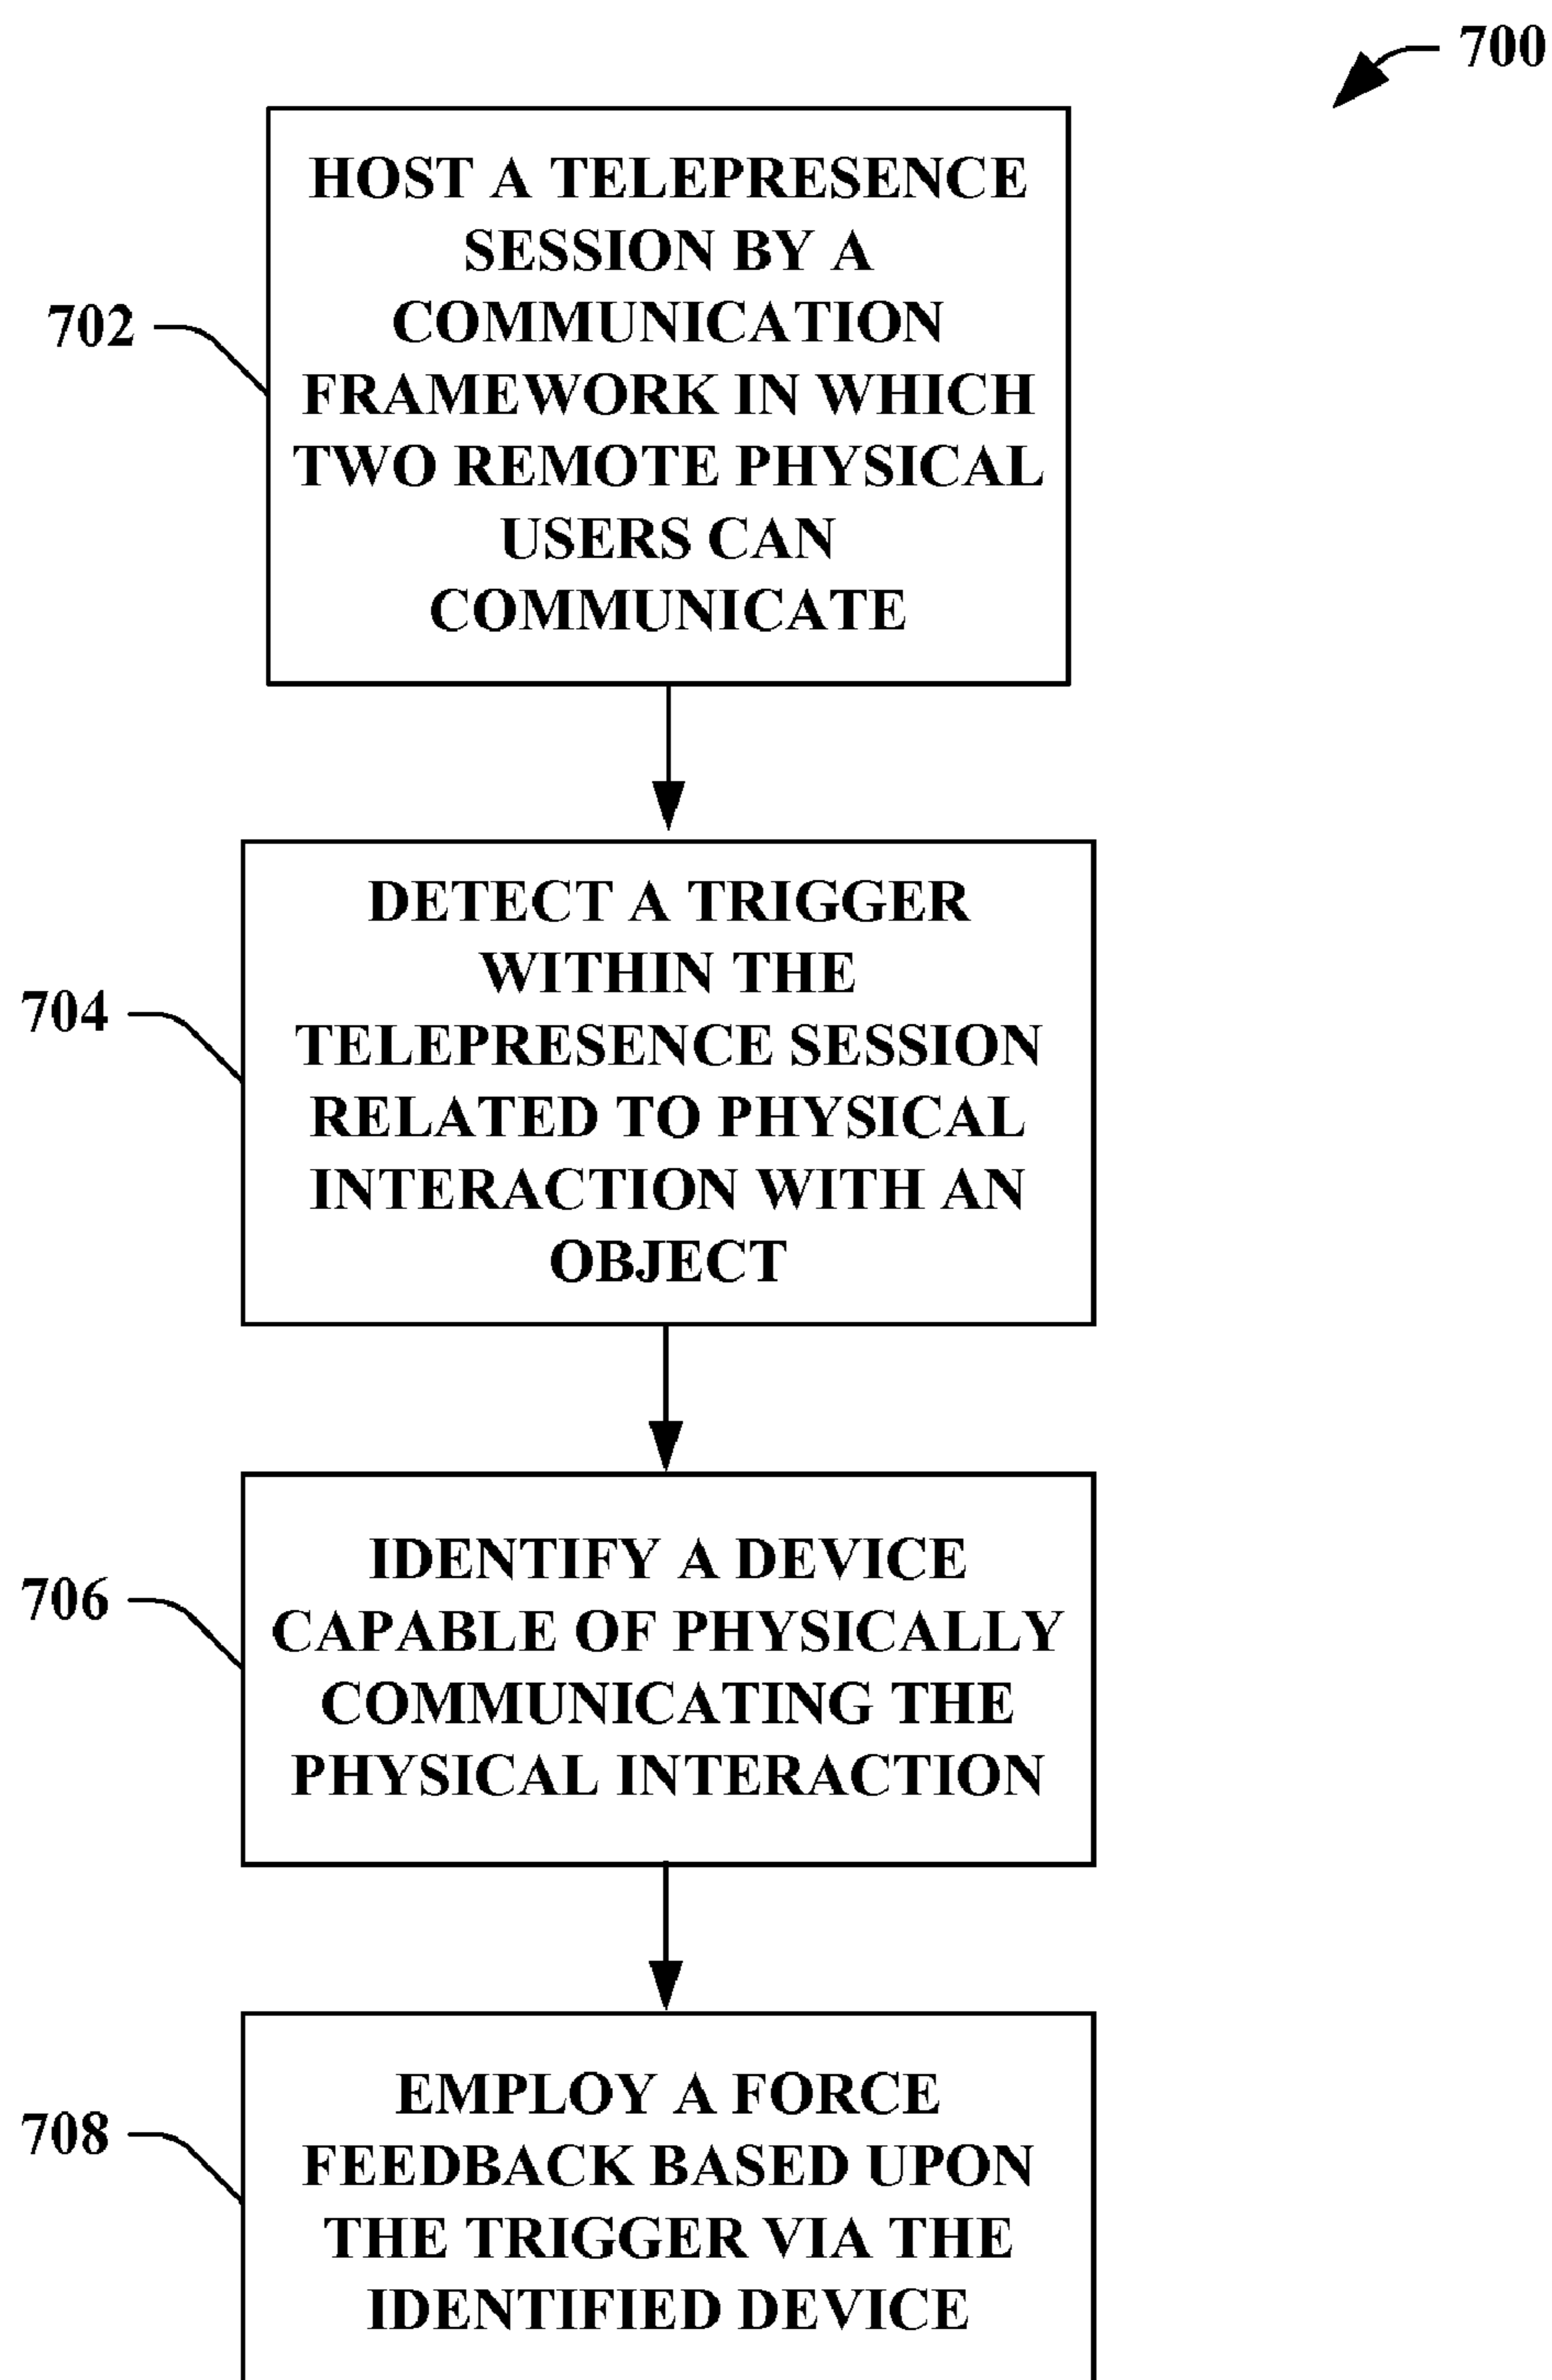 700
HOST A TELEPRESENCE
SESSION BY A
COMMUNICATION
FRAMEWORK IN WHICH
TWO REMOTE PHYSICAL
USERS CAN
COMMUNICATE
702
DETECT A TRIGGER
WITHIN THE
TELEPRESENCE SESSION
RELATED TO PHYSICAL
INTERACTION WITH AN
OBJECT
704
IDENTIFY A DEVICE
CAPABLE OF PHYSICALLY
COMMUNICATING THE
PHYSICAL INTERACTION
706
EMPLOY A FORCE
FEEDBACK BASED UPON
THE TRIGGER VIA THE
IDENTIFIED DEVICE
708